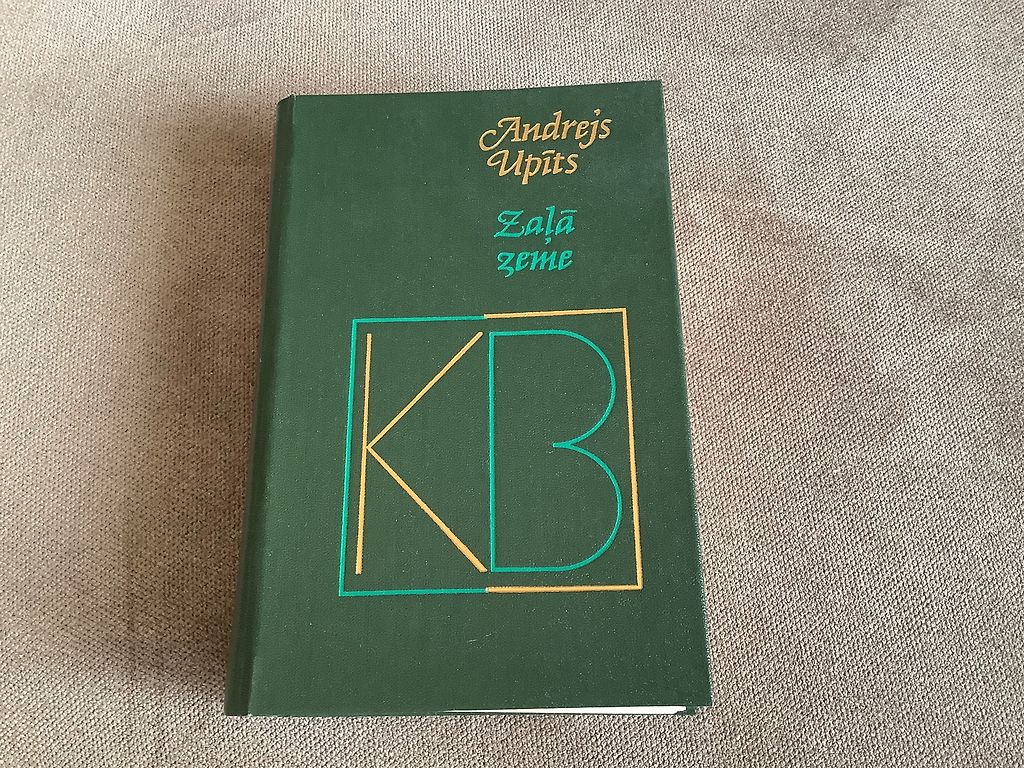 Andrejs
Upīts
Zaļā
zeme
KB